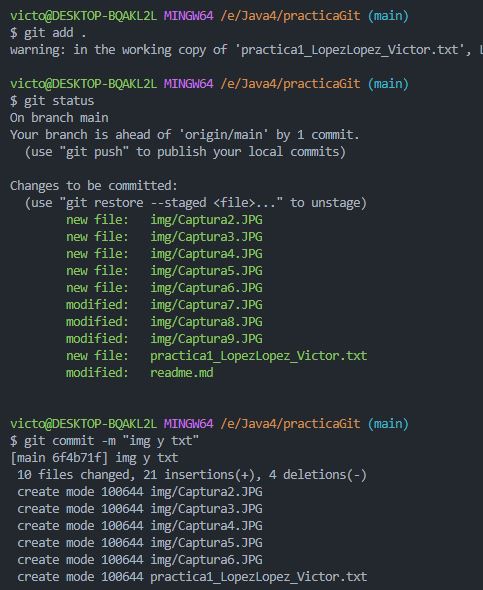 victo@DESKTOP-BQAKL2L MINGW64 /e/Java4/practicaGit (main)
$ git add .
warning: in the working copy of 'practica1_LopezLopez_Victor.txt', L
victo@DESKTOP-BQAKL2L MINGW64 /e/Java4/practicaGit (main)
$ git status
On branch main
Your branch is ahead of 'origin/main' by 1 commit.
  (use "git push" to publish your local commits)
Changes to be committed:
  (use "git restore --staged <file>..." to unstage)
        new file:   img/Captura2.JPG
        new file:   img/Captura3.JPG
        new file:   img/Captura4.JPG
        new file:   img/Captura5.JPG
        new file:   img/Captura6.JPG
        modified:   img/Captura7.JPG
        modified:   img/Captura8.JPG
        modified:   img/Captura9.JPG
        new file:   practica1_LopezLopez_Victor.txt
        modified:   readme.md
victo@DESKTOP-BQAKL2L MINGW64 /e/Java4/practicaGit (main)
$ git commit -m "img y txt"
[main 6f4b71f] img y txt
 10 files changed, 21 insertions(+), 4 deletions(-)
 create mode 100644 img/Captura2.JPG
 create mode 100644 img/Captura3.JPG
 create mode 100644 img/Captura4.JPG
 create mode 100644 img/Captura5.JPG
 create mode 100644 img/Captura6.JPG
 create mode 100644 practica1_LopezLopez_Victor.txt